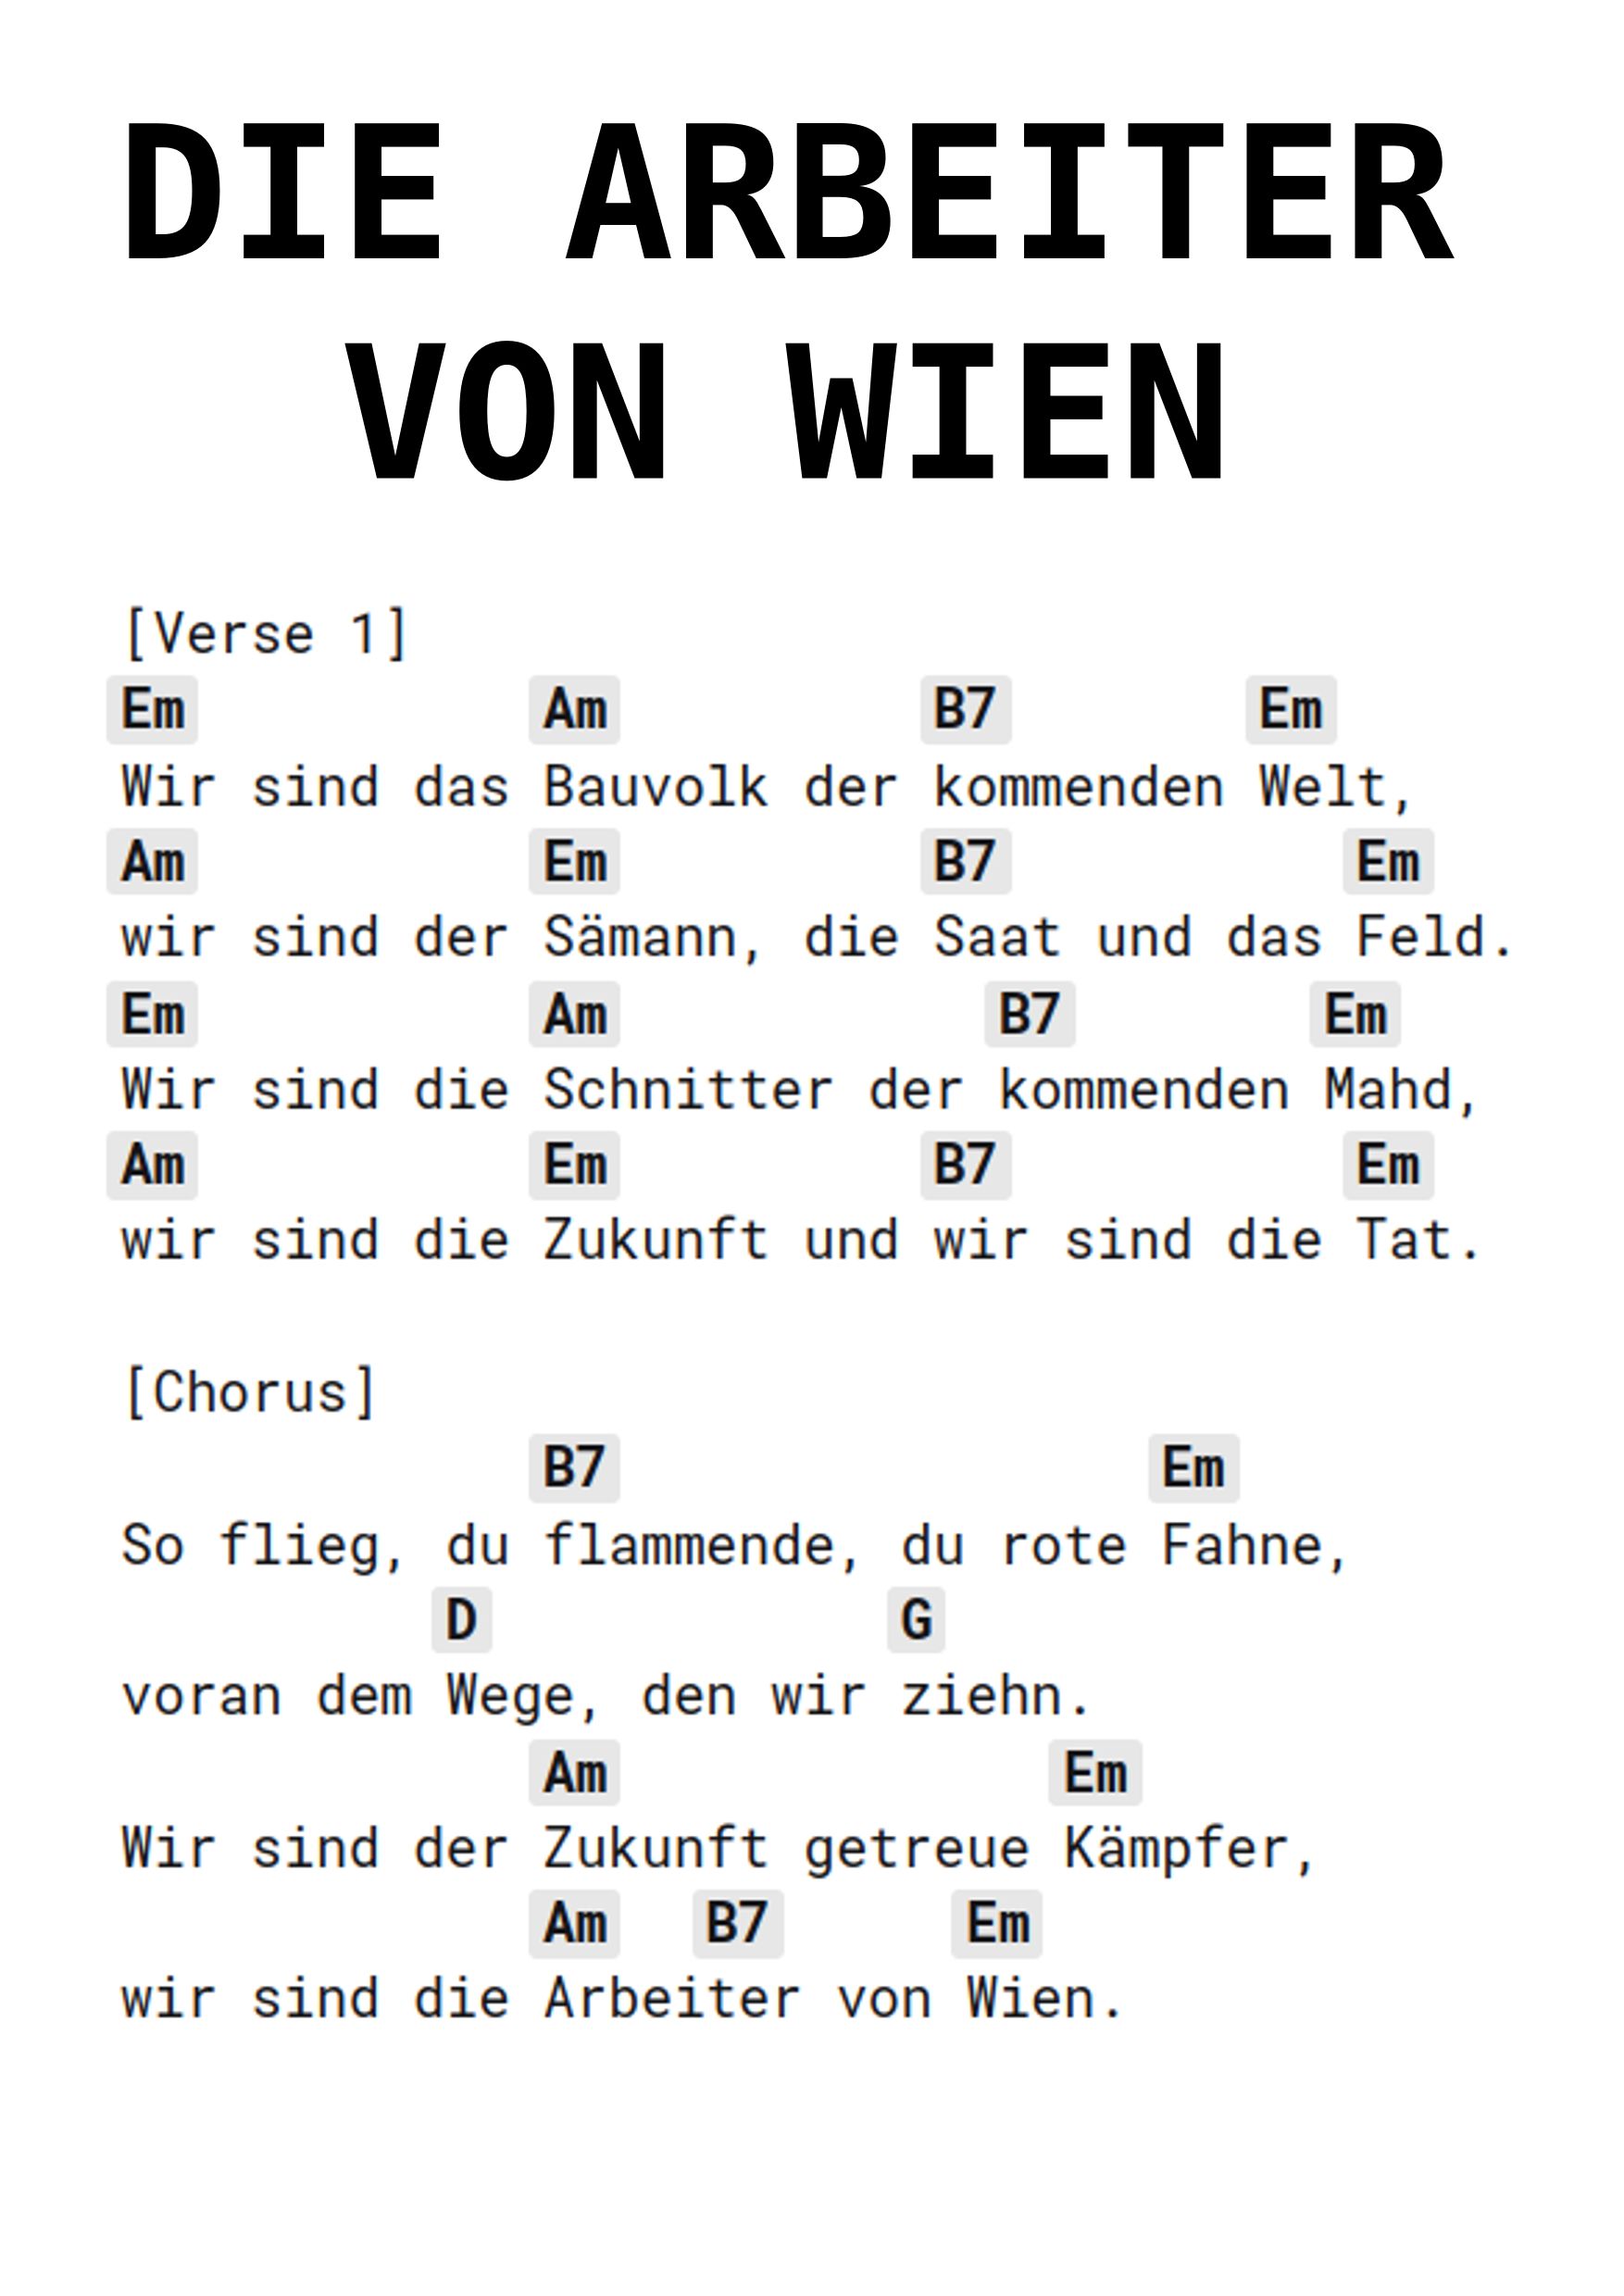 DIE ARBEITER
VON WIEN
[Verse 1]
Em Am B7 Em
Wir sind das Bauvolk der kommenden Welt,
Am Em B7 Em
wir sind der Sämann, die Saat und das Feld.
Em Am B7 Em
Wir sind die Schnitter der kommenden Mahd,
Am Em B7 Em
wir sind die Zukunft und wir sind die Tat.
[Chorus]
B7 Em
So flieg, du flammende, du rote Fahne,
D G
voran dem Wege, den wir ziehn.
Am Em
Wir sind der Zukunft getreue Kämpfer,
Am B7 Em
wir sind die Arbeiter von Wien.